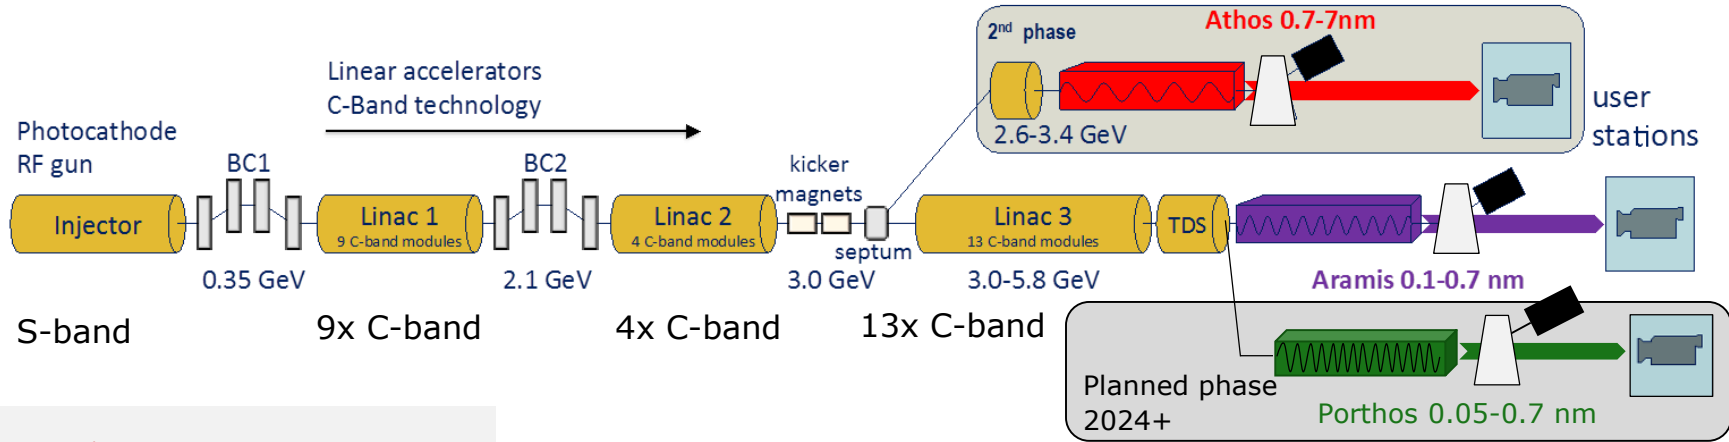 2nd phase
Athos 0.7-7nm
2.6-3.4 GeV
user
stations
Linear accelerators
C-Band technology
Photocathode
RF gun
BC1
BC2
kicker
magnets
septum
Injector
Linac 1
9 C-band modules
Linac 2
4 C-band modules
Linac 3
13 C-band modules
TDS
0.35 GeV
2.1 GeV
3.0 GeV
3.0-5.8 GeV
Aramis 0.1-0.7 nm
S-band
9x C-band
4x C-band
13x C-band
Planned phase
2024+
Porthos 0.05-0.7 nm